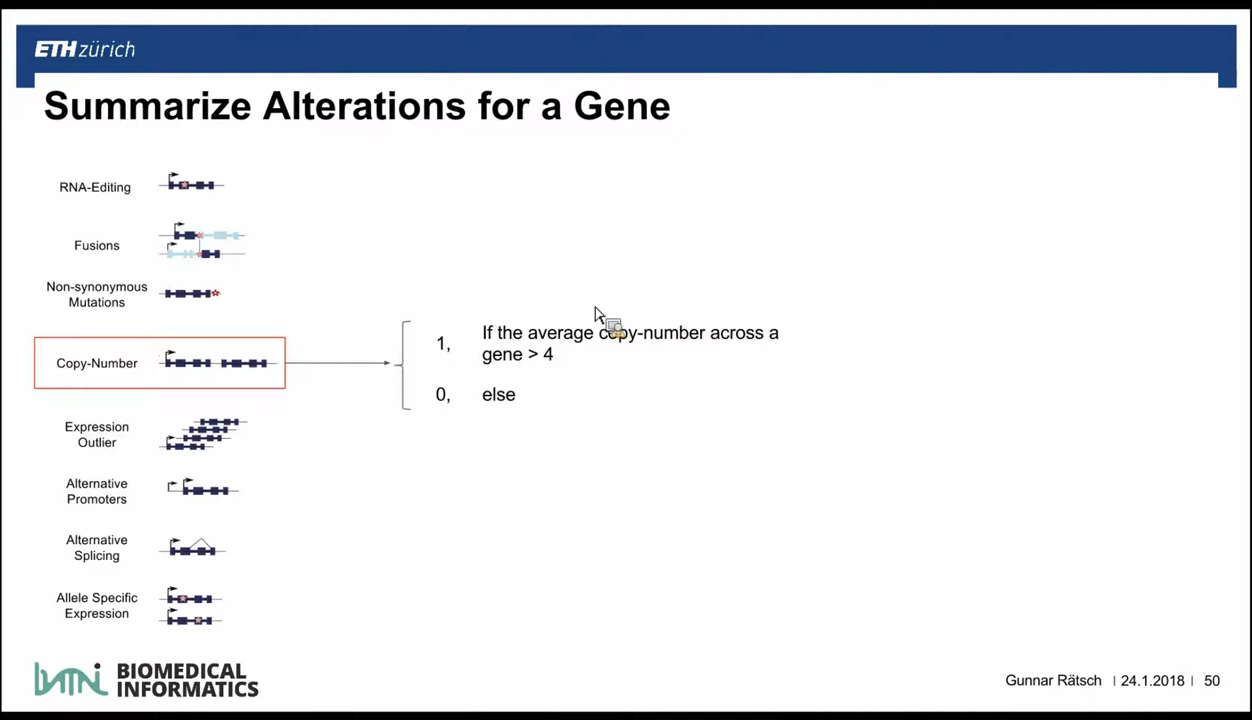 ETH zürich
Summarize Alterations for a Gene
RNA-Editing
Fusions
Non-synonymous
Mutations
Copy-Number
1,
If the average copy-number across a
gene > 4
0,
else
Expression
Outlier
Alternative
Promoters
Alternative
Splicing
Allele Specific
Expression
BIOMEDICAL
INFORMATICS
Gunnar Rätsch | 24.1.2018 | 50